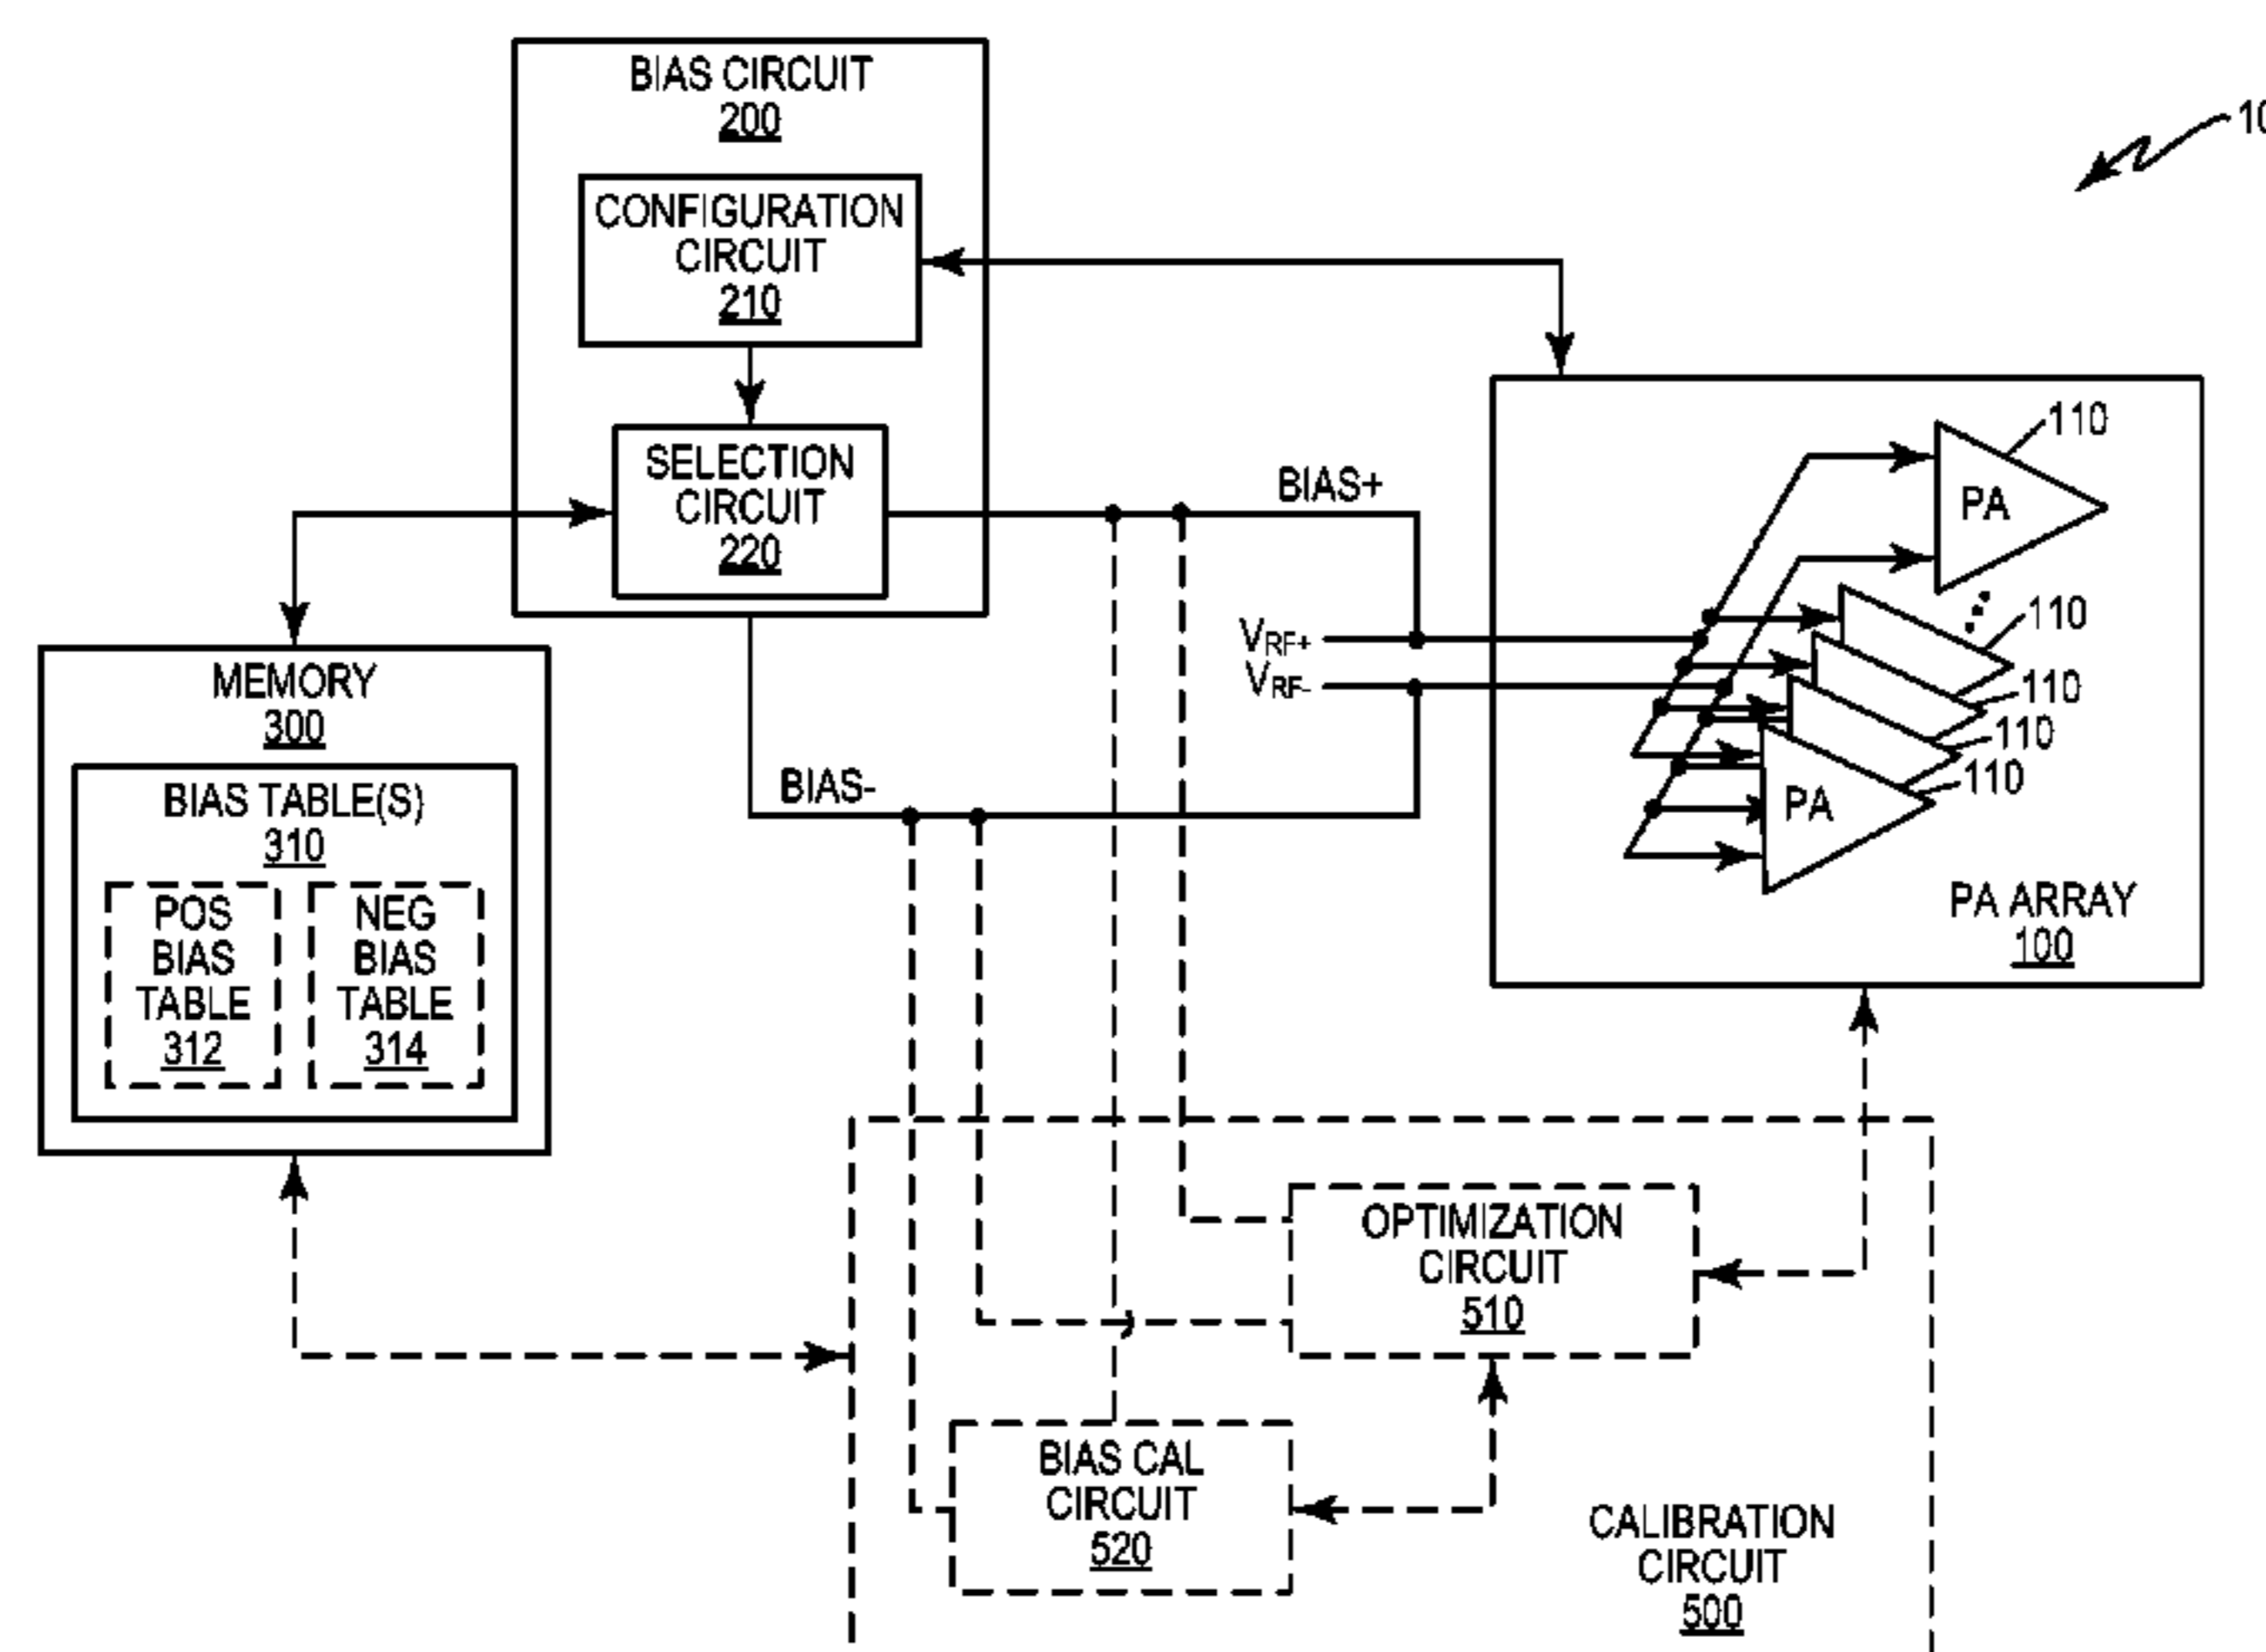 BIAS CIRCUIT
200
CONFIGURATION
CIRCUIT
210
SELECTION
CIRCUIT
220
BIAS+
VRF+
VRF-
BIAS-
MEMORY
300
BIAS TABLE(S)
310
POS
BIAS
TABLE
312
NEG
BIAS
TABLE
314
110
PA
110
110
110
110
PA
PA ARRAY
100
OPTIMIZATION
CIRCUIT
510
BIAS CAL
CIRCUIT
520
CALIBRATION
CIRCUIT
500